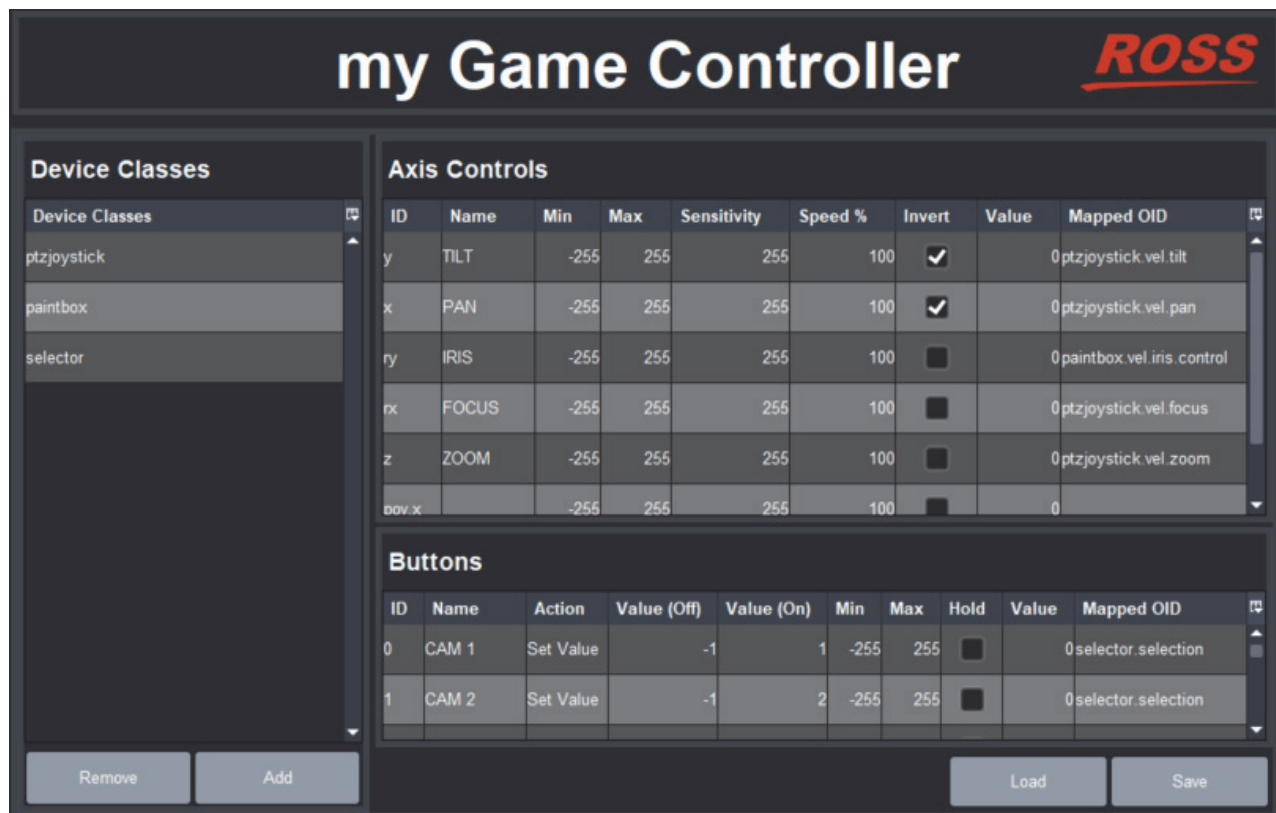 my Game Controller
ROSS
Device Classes
Device Classes
ptzjoystick
paintbox
selector
Remove Add
Axis Controls
ID Name Min Max Sensitivity Speed % Invert Value Mapped OID
y TILT -255 255 255 100 0 ptzjoystick.vel.tilt
x PAN -255 255 255 100 0 ptzjoystick.vel.pan
ry IRIS -255 255 255 100 0 paintbox.vel.iris.control
rx FOCUS -255 255 255 100 0 ptzjoystick.vel.focus
z ZOOM -255 255 255 100 0 ptzjoystick.vel.zoom
pov.x -255 255 255 100 0
Buttons
ID Name Action Value (Off) Value (On) Min Max Hold Value Mapped OID
0 CAM 1 Set Value -1 1 -255 255 0 selector.selection
1 CAM 2 Set Value -1 2 -255 255 0 selector.selection
Load Save